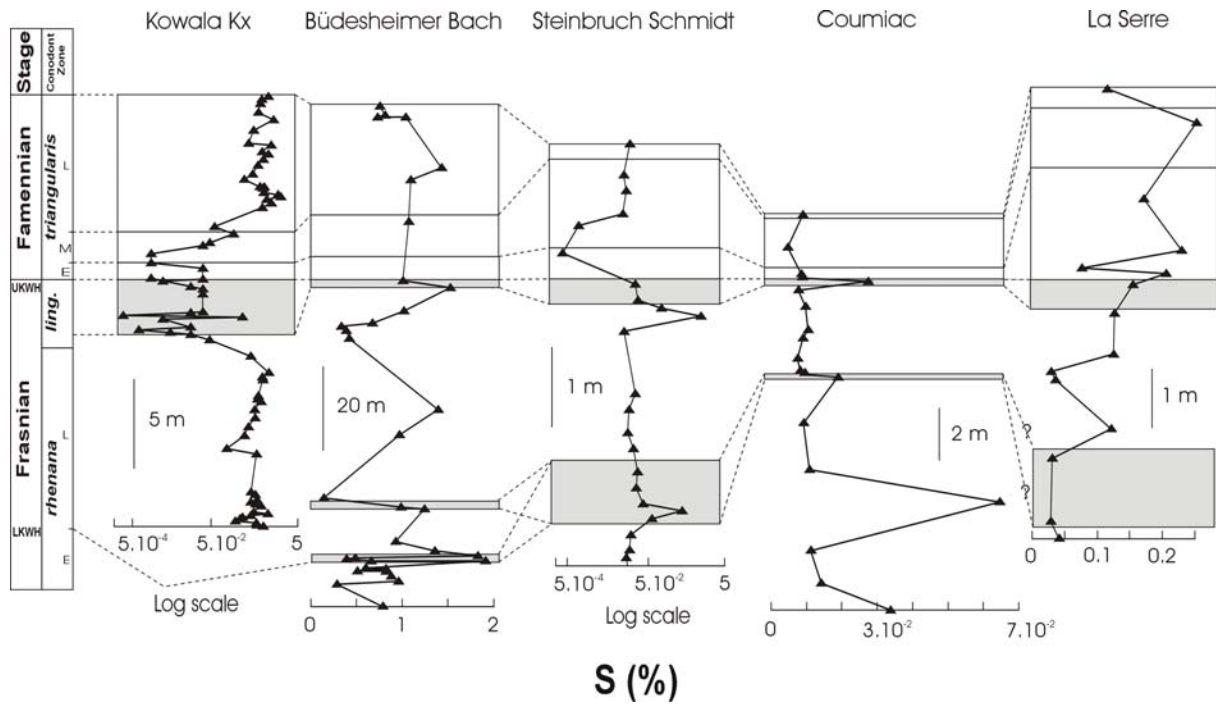 Kowala Kx Büdesheimer Bach Steinbruch Schmidt Coumiac La Serre
Stage
Conodont Zone
Famennian
triangularis
L
M
E
UKWH
ling.
Frasnian
rhenana
L
LKWH
E
5 m
20 m
1 m
2 m
1 m
?
?
5.10⁻⁴ 5.10⁻² 5
Log scale
0 1 2
5.10⁻⁴ 5.10⁻² 5
Log scale
0 3.10⁻² 7.10⁻²
0 0.1 0.2
S (%)